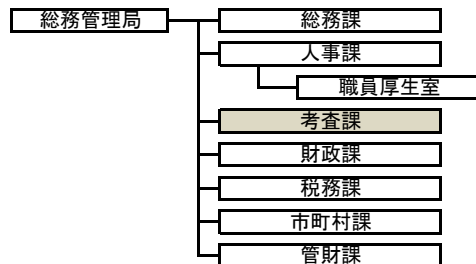 総務管理局
総務課
人事課
職員厚生室
考査課
財政課
税務課
市町村課
管財課